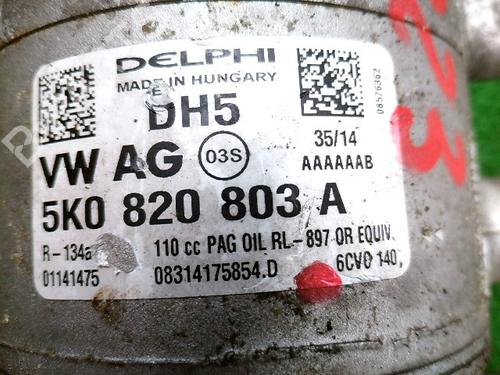 DELPHI
MADE IN HUNGARY
E
DH5
08576362
VW AG 03S
35/14
AAAAAAB
5K0 820 803 A
R-134a 110 cc PAG OIL RL-897 OR EQUIV.
01141475 08314175854.D 6CVO 140